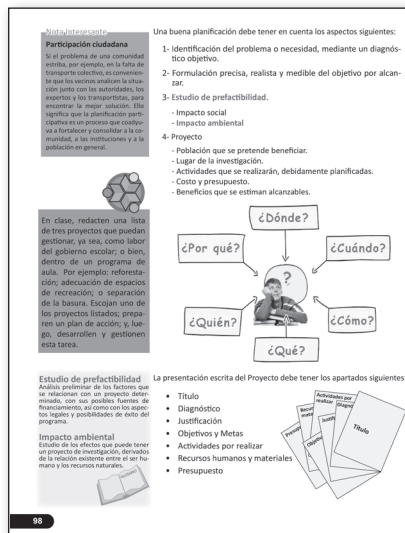 Nota Interesante
Participación ciudadana
Si el problema de una comunidad
estriba, por ejemplo, en la falta de
transporte colectivo, es convenien-
te que los vecinos analicen la situa-
ción junto con las autoridades, los
expertos y los transportistas, para
encontrar la mejor solución. Ello
significa que la planificación parti-
cipativa es un proceso que coadyu-
va a fortalecer y consolidar a la co-
munidad, a las instituciones y a la
población en general.
En clase, redacten una lista
de tres proyectos que puedan
gestionar, ya sea, como labor
del gobierno escolar; o bien,
dentro de un programa de
aula. Por ejemplo: reforesta-
ción; adecuación de espacios
de recreación; o separación
de la basura. Escojan uno de
los proyectos listados; prepa-
ren un plan de acción; y, lue-
go, desarrollen y gestionen
esta tarea.
Estudio de prefactibilidad
Análisis preliminar de los factores que
se relacionan con un proyecto deter-
minado, con sus posibles fuentes de
financiamiento, así como con los aspec-
tos legales y posibilidades de éxito del
programa.
Impacto ambiental
Estudio de los efectos que puede tener
un proyecto de investigación, derivados
de la relación existente entre el ser hu-
mano y los recursos naturales.
Una buena planificación debe tener en cuenta los aspectos siguientes:
1- Identificación del problema o necesidad, mediante un diagnós-
tico objetivo.
2- Formulación precisa, realista y medible del objetivo por alcan-
zar.
3- Estudio de prefactibilidad.
- Impacto social
- Impacto ambiental
4- Proyecto
- Población que se pretende beneficiar.
- Lugar de la investigación.
- Actividades que se realizarán, debidamente planificadas.
- Costo y presupuesto.
- Beneficios que se estiman alcanzables.
¿Dónde?
¿Por qué?
¿Cuándo?
?
¿Quién?
¿Cómo?
¿Qué?
La presentación escrita del Proyecto debe tener los apartados siguientes
• Título
• Diagnóstico
• Justificación
• Objetivos y Metas
• Actividades por realizar
• Recursos humanos y materiales
• Presupuesto
Actividades por
realizar
Título
98